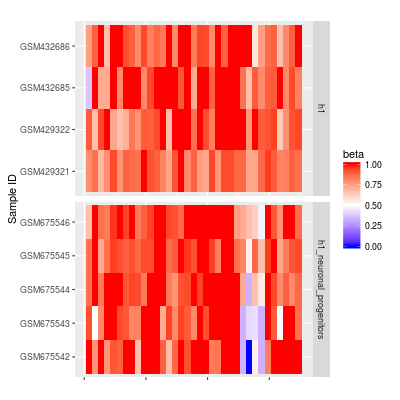 GSM432686
GSM432685
GSM429322
GSM429321
h1
GSM675546
GSM675545
GSM675544
GSM675543
GSM675542
h1_neuronal_progenitors
Sample ID
beta
1.00
0.75
0.50
0.25
0.00